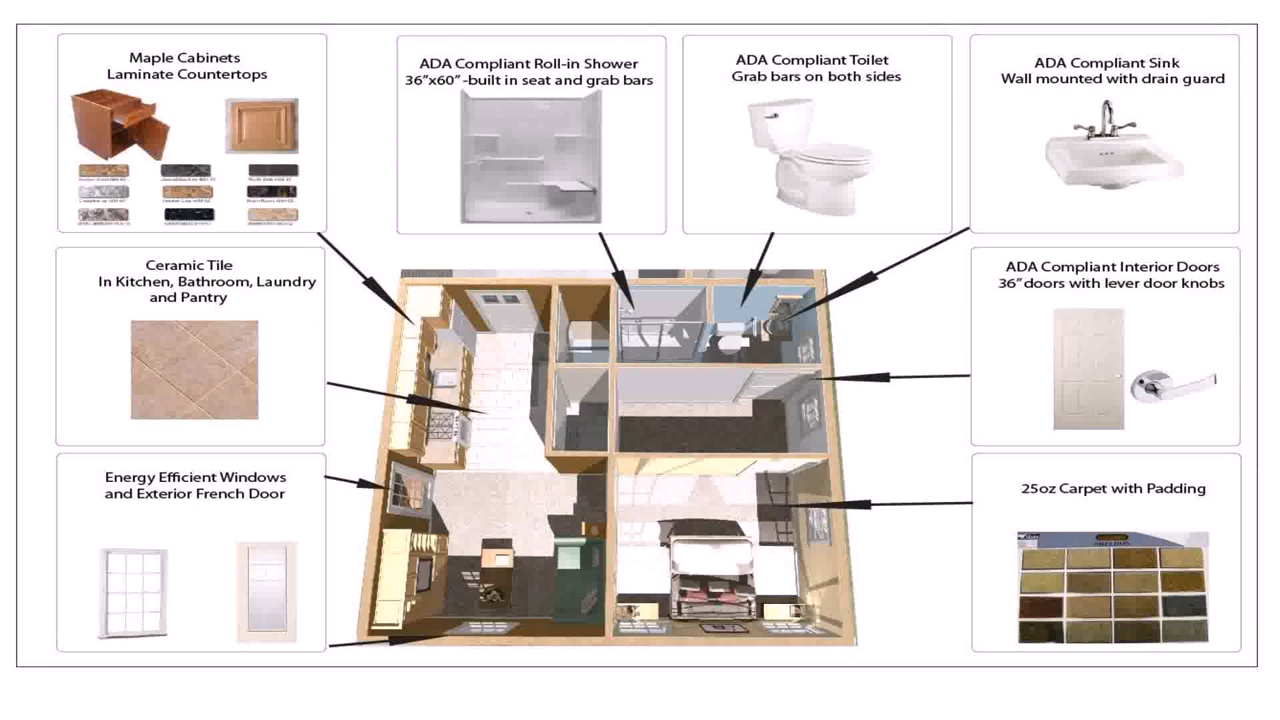 Maple Cabinets
Laminate Countertops
ADA Compliant Roll-in Shower
36"x60" -built in seat and grab bars
ADA Compliant Toilet
Grab bars on both sides
ADA Compliant Sink
Wall mounted with drain guard
Ceramic Tile
In Kitchen, Bathroom, Laundry
and Pantry
ADA Compliant Interior Doors
36" doors with lever door knobs
Energy Efficient Windows
and Exterior French Door
25oz Carpet with Padding